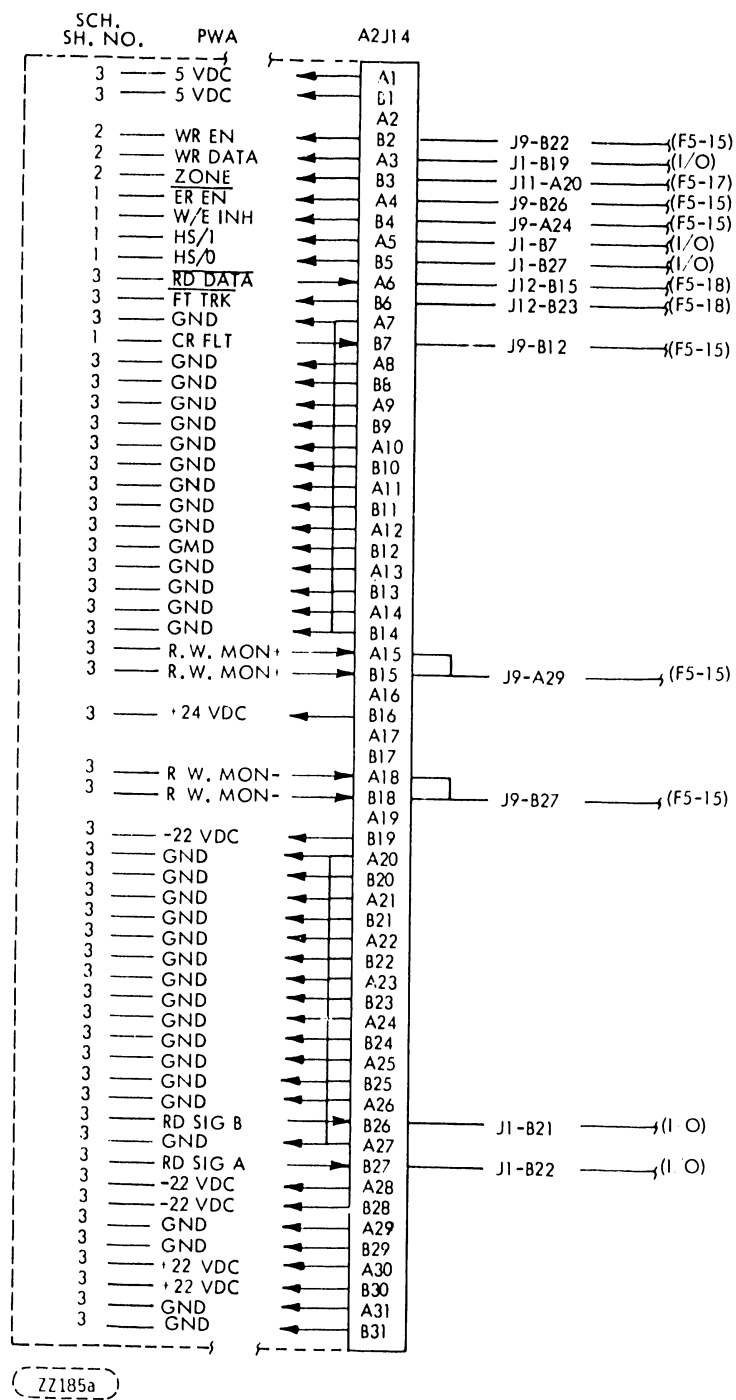 SCH.
SH. NO. PWA A2J14
3 5 VDC A1
3 5 VDC B1
A2
2 WR EN B2 J9-B22 (F5-15)
2 WR DATA A3 J1-B19 (I/O)
2 ZONE B3 J11-A20 (F5-17)
1 ER EN A4 J9-B26 (F5-15)
1 W/E INH B4 J9-A24 (F5-15)
1 HS/1 A5 J1-B7 (I/O)
1 HS/0 B5 J1-B27 (I/O)
3 RD DATA A6 J12-B15 (F5-18)
3 FT TRK B6 J12-B23 (F5-18)
3 GND A7
1 CR FLT B7 J9-B12 (F5-15)
3 GND A8
3 GND B8
3 GND A9
3 GND B9
3 GND A10
3 GND B10
3 GND A11
3 GND B11
3 GND A12
3 GMD B12
3 GND A13
3 GND B13
3 GND A14
3 GND B14
3 R.W. MON+ A15
3 R.W. MON+ B15 J9-A29 (F5-15)
A16
3 +24 VDC B16
A17
B17
3 R W. MON- A18
3 R W. MON- B18 J9-B27 (F5-15)
A19
3 -22 VDC B19
3 GND A20
3 GND B20
3 GND A21
3 GND B21
3 GND A22
3 GND B22
3 GND A23
3 GND B23
3 GND A24
3 GND B24
3 GND A25
3 GND B25
3 GND A26
3 RD SIG B B26 J1-B21 (I O)
3 GND A27
3 RD SIG A B27 J1-B22 (I/O)
3 -22 VDC A28
3 -22 VDC B28
3 GND A29
3 GND B29
3 +22 VDC A30
3 +22 VDC B30
3 GND A31
3 GND B31
ZZ185a